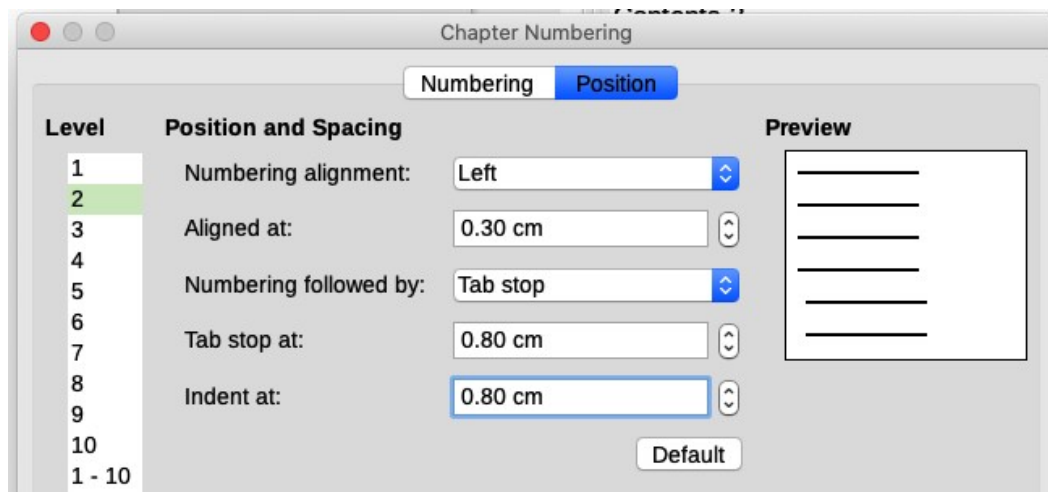 Chapter Numbering
Numbering Position
Level Position and Spacing Preview
1
2
3
4
5
6
7
8
9
10
1 - 10
Numbering alignment: Left
Aligned at: 0.30 cm
Numbering followed by: Tab stop
Tab stop at: 0.80 cm
Indent at: 0.80 cm
Default